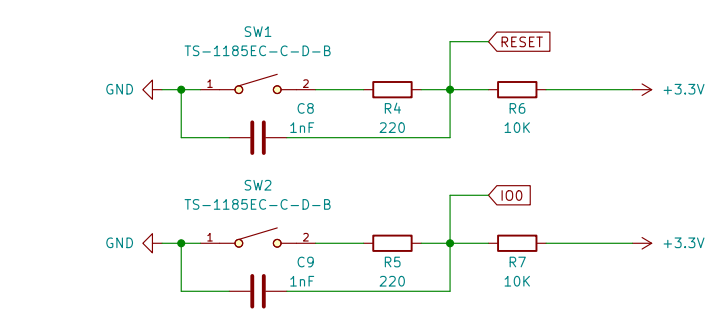 SW1
TS-1185EC-C-D-B
RESET
GND
1
2
+3.3V
C8
1nF
R4
220
R6
10K
SW2
TS-1185EC-C-D-B
IO0
GND
1
2
+3.3V
C9
1nF
R5
220
R7
10K